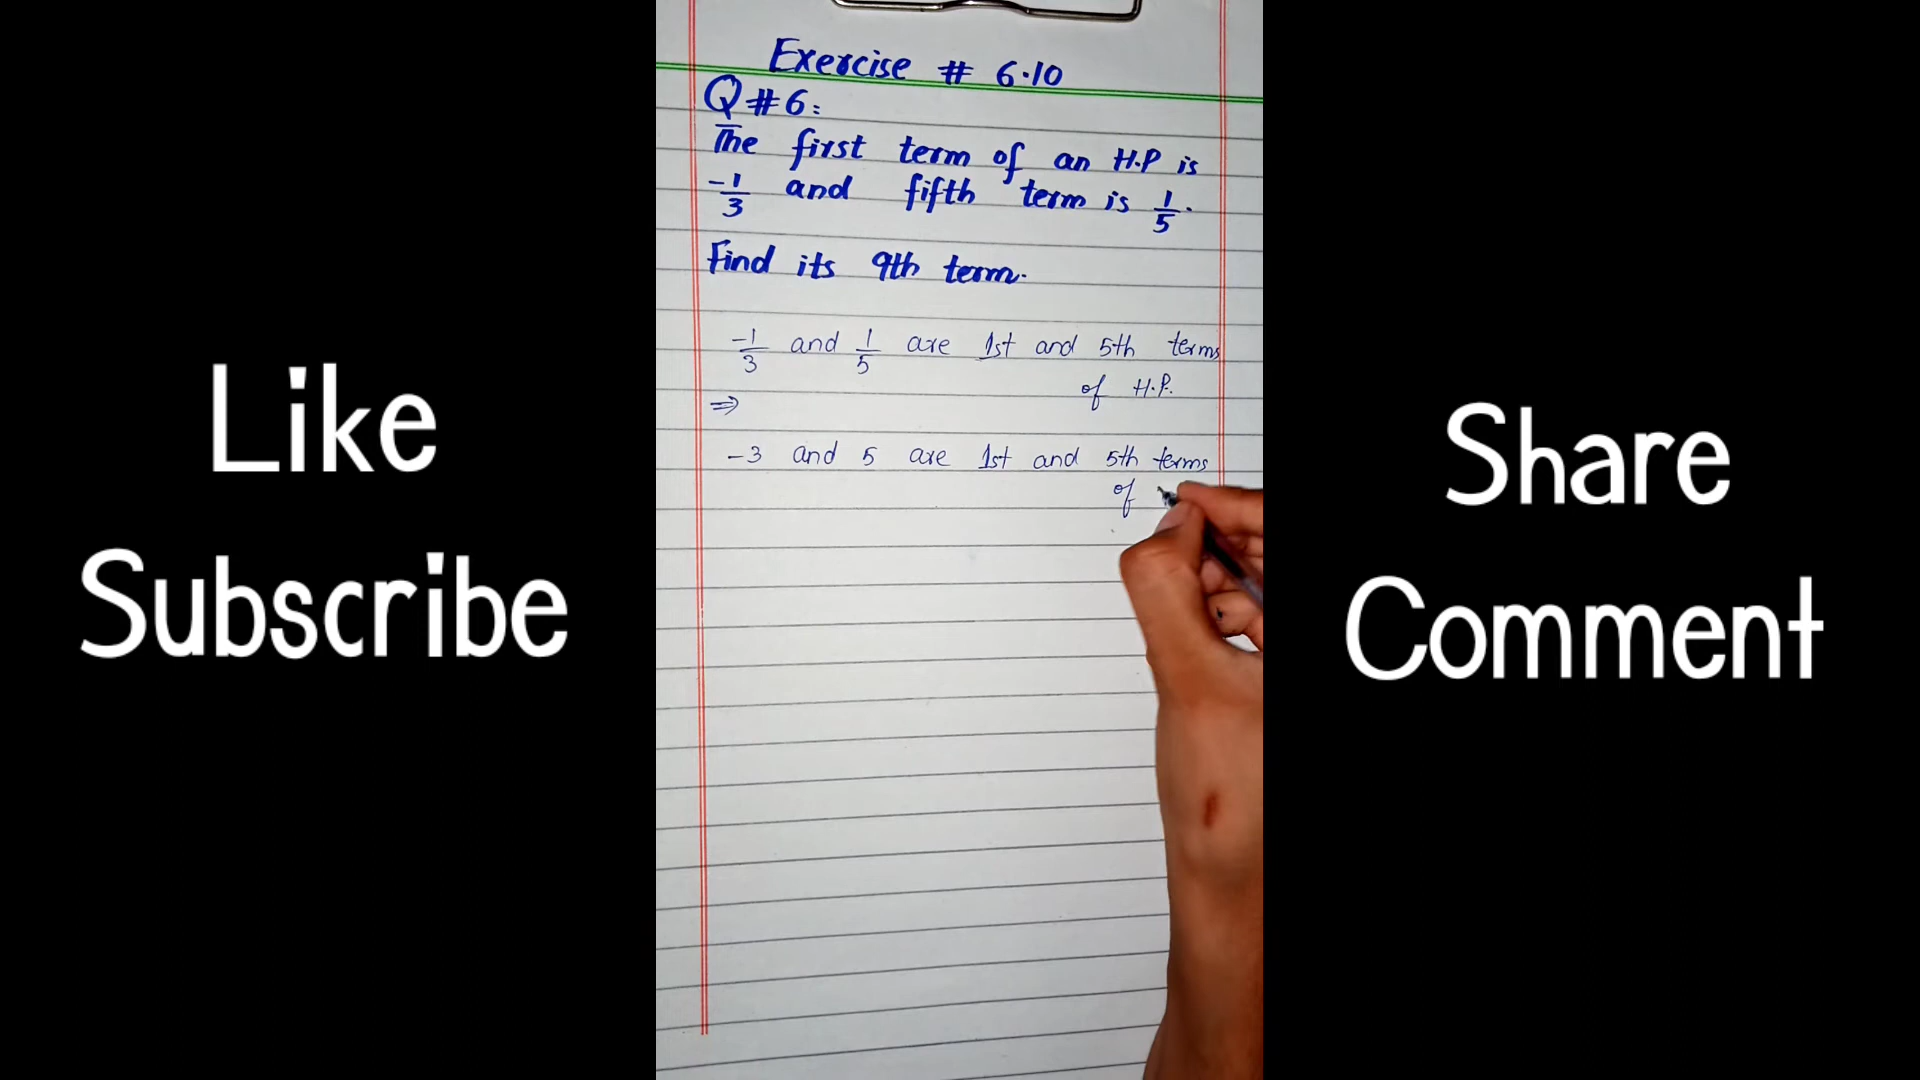 Exercise # 6.10
Q#6:
The first term of an H.P is
-1/3 and fifth term is 1/5.
Find its 9th term.
-1/3 and 1/5 are 1st and 5th terms
of H.P.
⇒
-3 and 5 are 1st and 5th terms
of
Like
Subscribe
Share
Comment